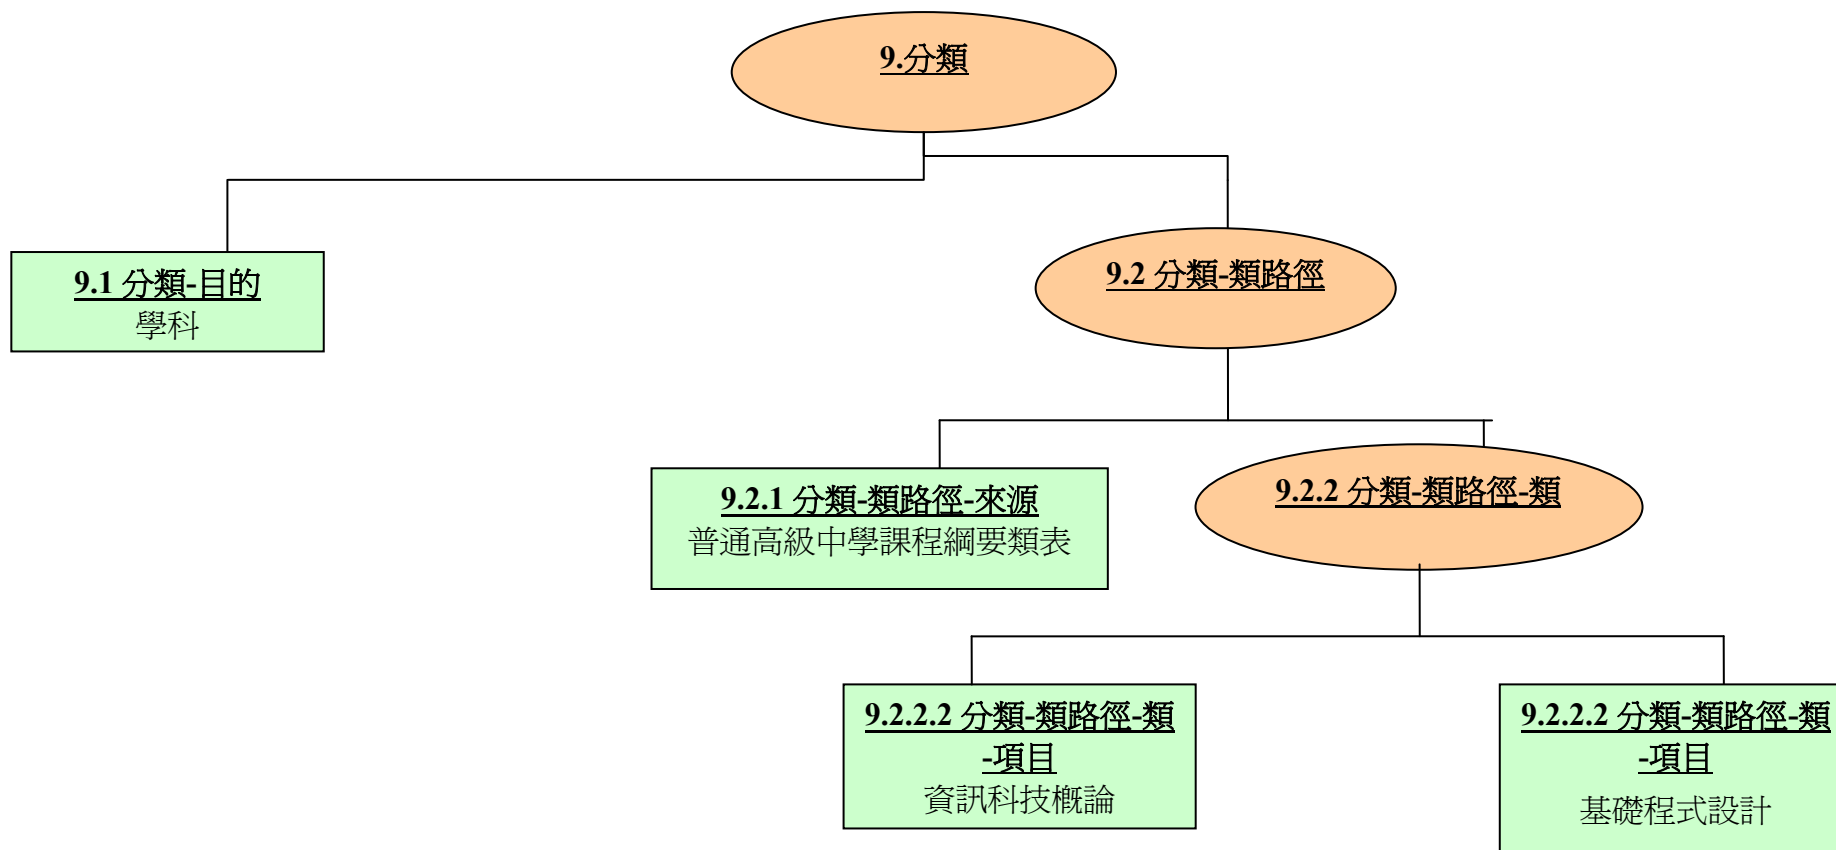 9.分類
9.1 分類-目的
學科
9.2 分類-類路徑
9.2.1 分類-類路徑-來源
普通高級中學課程綱要類表
9.2.2 分類-類路徑-類
9.2.2.2 分類-類路徑-類
-項目
資訊科技概論
9.2.2.2 分類-類路徑-類
-項目
基礎程式設計